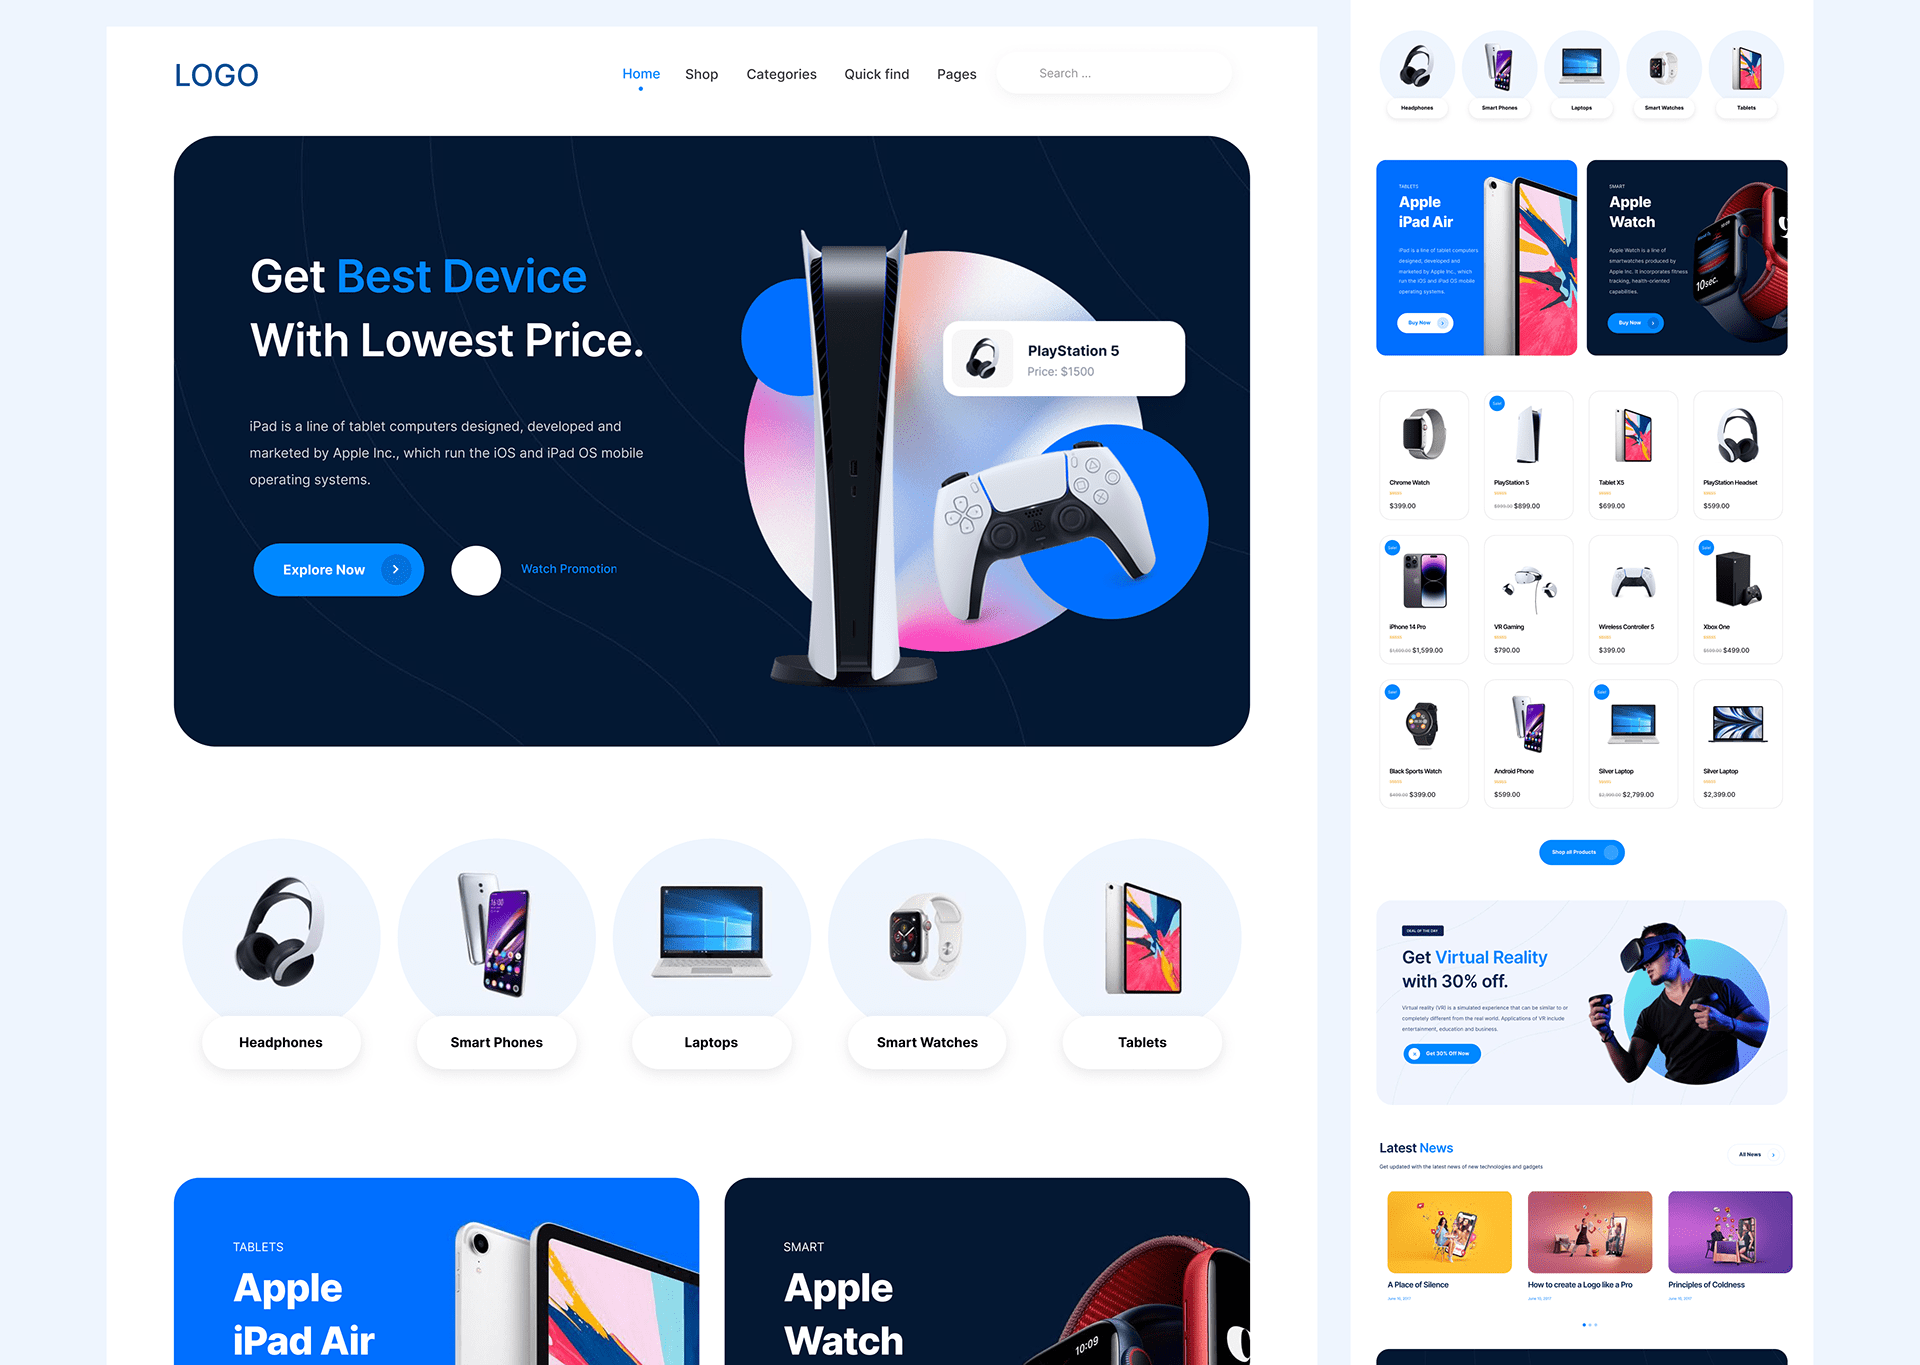 LOGO
Home
Shop
Categories
Quick find
Pages
Search ...
Get Best Device
With Lowest Price.
iPad is a line of tablet computers designed, developed and
marketed by Apple Inc., which run the iOS and iPad OS mobile
operating systems.
Explore Now
Watch Promotion
PlayStation 5
Price: $1500
Headphones
Smart Phones
Laptops
Smart Watches
Tablets
TABLETS
Apple
iPad Air
SMART
Apple
Watch
10:09
Headphones
Smart Phones
Laptops
Smart Watches
Tablets
TABLETS
Apple
iPad Air
iPad is a line of tablet computers
designed, developed and
marketed by Apple Inc., which
run the iOS and iPad OS mobile
operating systems.
Buy Now
SMART
Apple
Watch
Apple Watch is a line of
smartwatches produced by
Apple Inc. It incorporates fitness
tracking, health-oriented
capabilities.
Buy Now
10:09
10sec.
Chrome Watch
$399.00
Sale!
PlayStation 5
$899.00
Tablet X5
$699.00
PlayStation Headset
$599.00
Sale!
iPhone 14 Pro
$1,599.00
VR Gaming
$790.00
Wireless Controller 5
$399.00
Sale!
Xbox One
$499.00
Sale!
Black Sports Watch
$399.00
Android Phone
$599.00
Sale!
Silver Laptop
$2,799.00
Silver Laptop
$2,399.00
Shop all Products
DEAL OF THE DAY
Get Virtual Reality
with 30% off.
Virtual reality (VR) is a simulated experience that can be similar to or
completely different from the real world. Applications of VR include
entertainment, education and business.
Get 30% Off Now
Latest News
Get updated with the latest news of new technologies and gadgets
All News
A Place of Silence
How to create a Logo like a Pro
Principles of Coldness